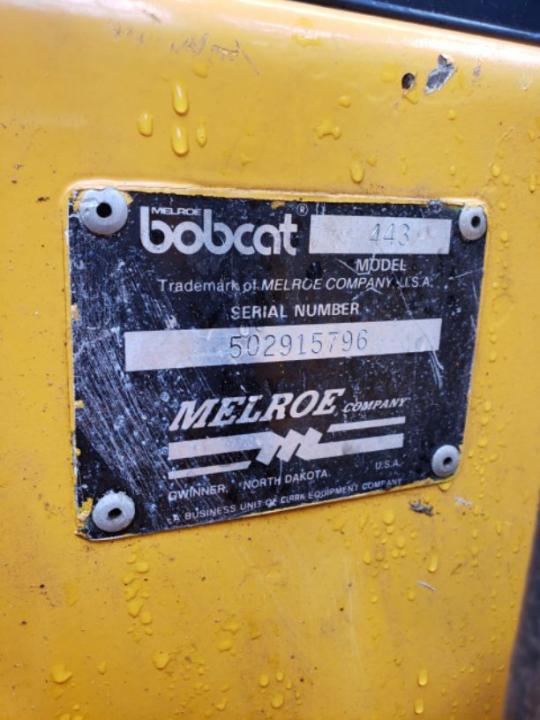 MELROE
bobcat ® 443
MODEL
Trademark of MELROE COMPANY U.S.A.
SERIAL NUMBER
502915796
MELROE COMPANY
GWINNER, NORTH DAKOTA U.S.A.
A BUSINESS UNIT OF CLARK EQUIPMENT COMPANY